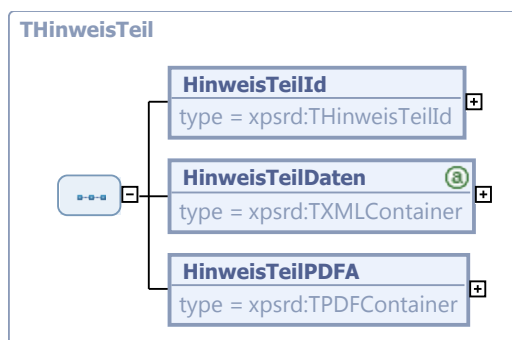 THinweisTeil
HinweisTeilId
type = xpsrd:THinweisTeilId
HinweisTeilDaten
a
type = xpsrd:TXMLContainer
HinweisTeilPDFA
type = xpsrd:TPDFContainer